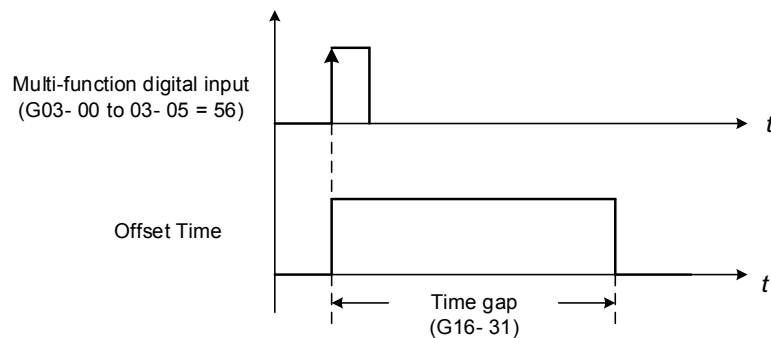 Multi-function digital input
(G03- 00 to 03- 05 = 56)
t
Offset Time
t
Time gap
(G16- 31)